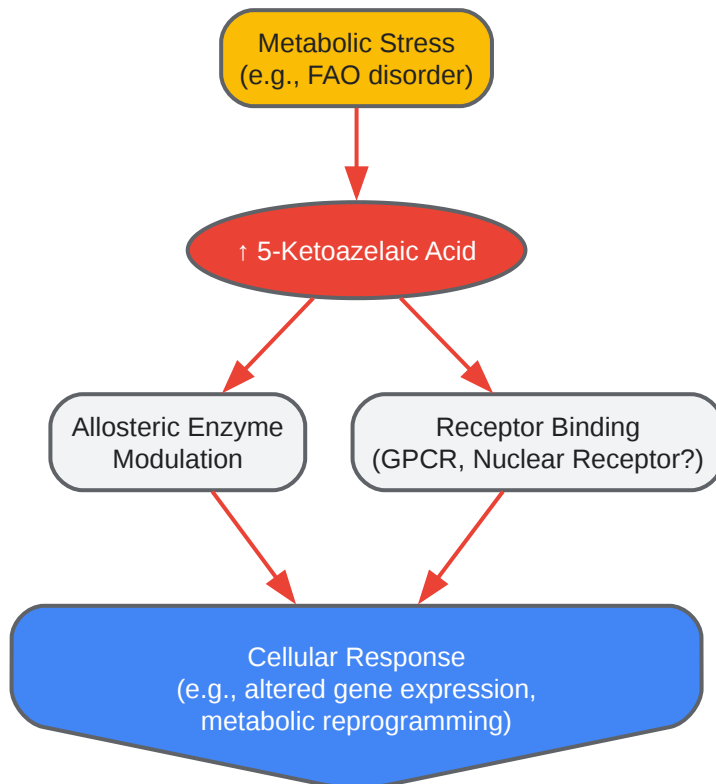 Metabolic Stress
(e.g., FAO disorder)
↑ 5-Ketoazelaic Acid
Allosteric Enzyme
Modulation
Receptor Binding
(GPCR, Nuclear Receptor?)
Cellular Response
(e.g., altered gene expression,
metabolic reprogramming)